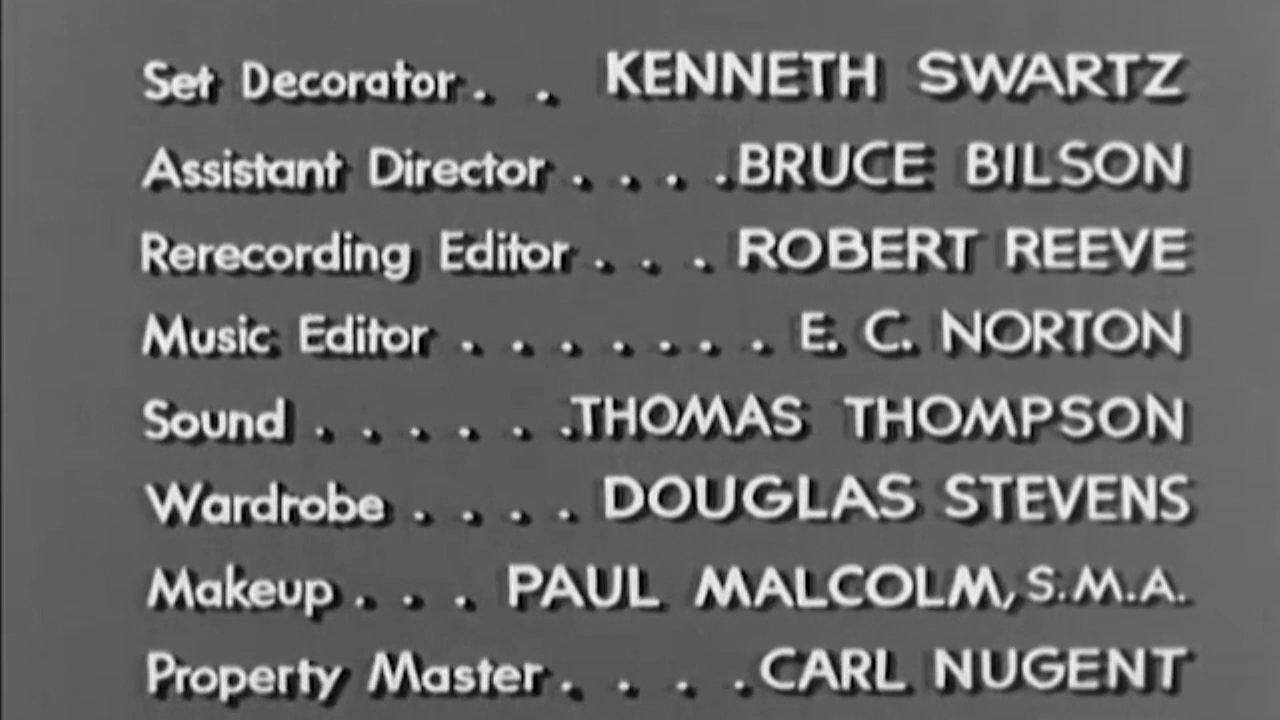 Set Decorator . . KENNETH SWARTZ
Assistant Director . . . . BRUCE BILSON
Rerecording Editor . . . ROBERT REEVE
Music Editor . . . . . . . E. C. NORTON
Sound . . . . . . THOMAS THOMPSON
Wardrobe . . . . DOUGLAS STEVENS
Makeup . . . PAUL MALCOLM, S.M.A.
Property Master . . . . CARL NUGENT